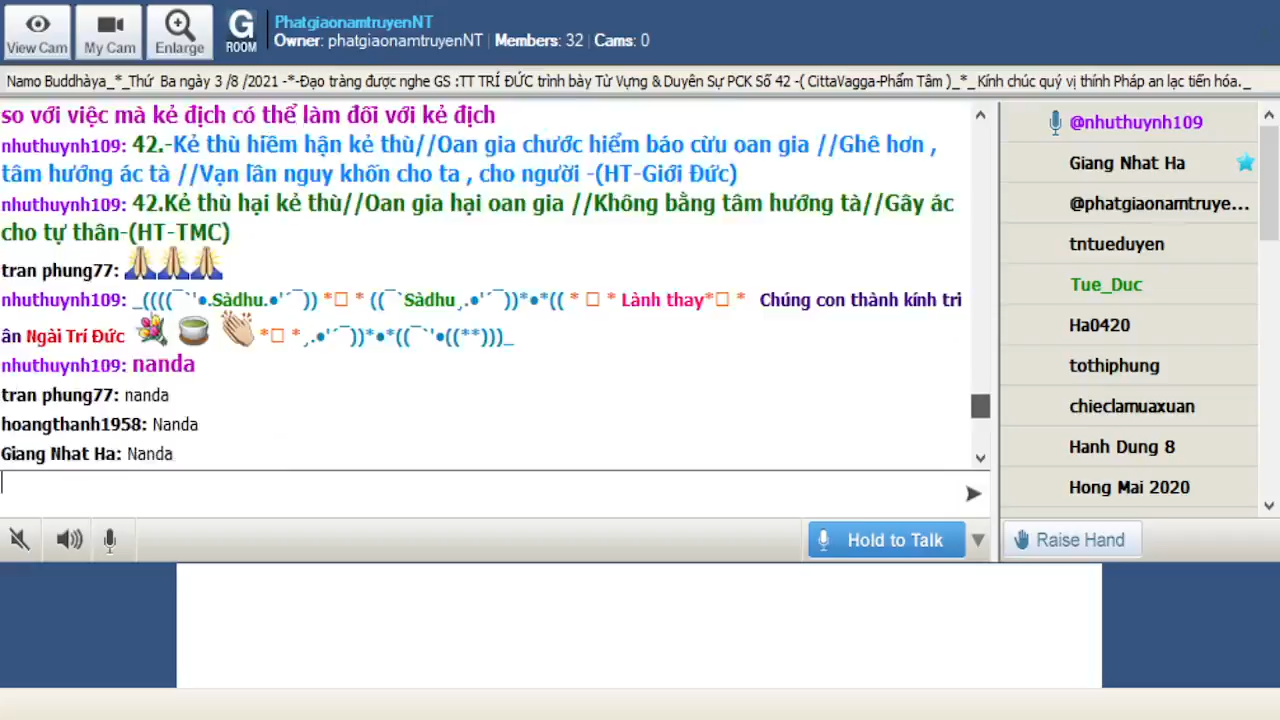 View Cam
My Cam
Enlarge
G
ROOM
PhatgiaonamtruyenNT
Owner: phatgiaonamtruyenNT | Members: 32 | Cams: 0
Namo Buddhàya_*_Thứ Ba ngày 3 /8 /2021 -*-Đạo tràng được nghe GS :TT TRÍ ĐỨC trình bày Từ Vựng & Duyên Sự PCK Số 42 -( CittaVagga-Phẩm Tâm )_*_Kính chúc quý vị thính Pháp an lạc tiến hóa._
so với việc mà kẻ địch có thể làm đối với kẻ địch
nhuthuynh109: 42.-Kẻ thù hiềm hận kẻ thù//Oan gia chước hiểm báo cừu oan gia //Ghê hơn ,
tâm hướng ác tà //Vạn lần nguy khốn cho ta , cho người -(HT-Giới Đức)
nhuthuynh109: 42.Kẻ thù hại kẻ thù//Oan gia hại oan gia //Không bằng tâm hướng tà//Gây ác
cho tự thân-(HT-TMC)
tran phung77: 🙏🙏🙏
nhuthuynh109: _((((¯`'•.Sàdhu.•'´¯)) *□ * ((¯`Sàdhu¸.•'´¯))*•*(( * □ * Lành thay*□ * Chúng con thành kính tri
ân Ngài Trí Đức 💐 🍵 👏 *□ *¸.•'´¯))*•*((¯`'•((**)))_
nhuthuynh109: nanda
tran phung77: nanda
hoangthanh1958: Nanda
Giang Nhat Ha: Nanda
@nhuthuynh109
Giang Nhat Ha
@phatgiaonamtruye...
tntueduyen
Tue_Duc
Ha0420
tothiphung
chieclamuaxuan
Hanh Dung 8
Hong Mai 2020
Hold to Talk
Raise Hand